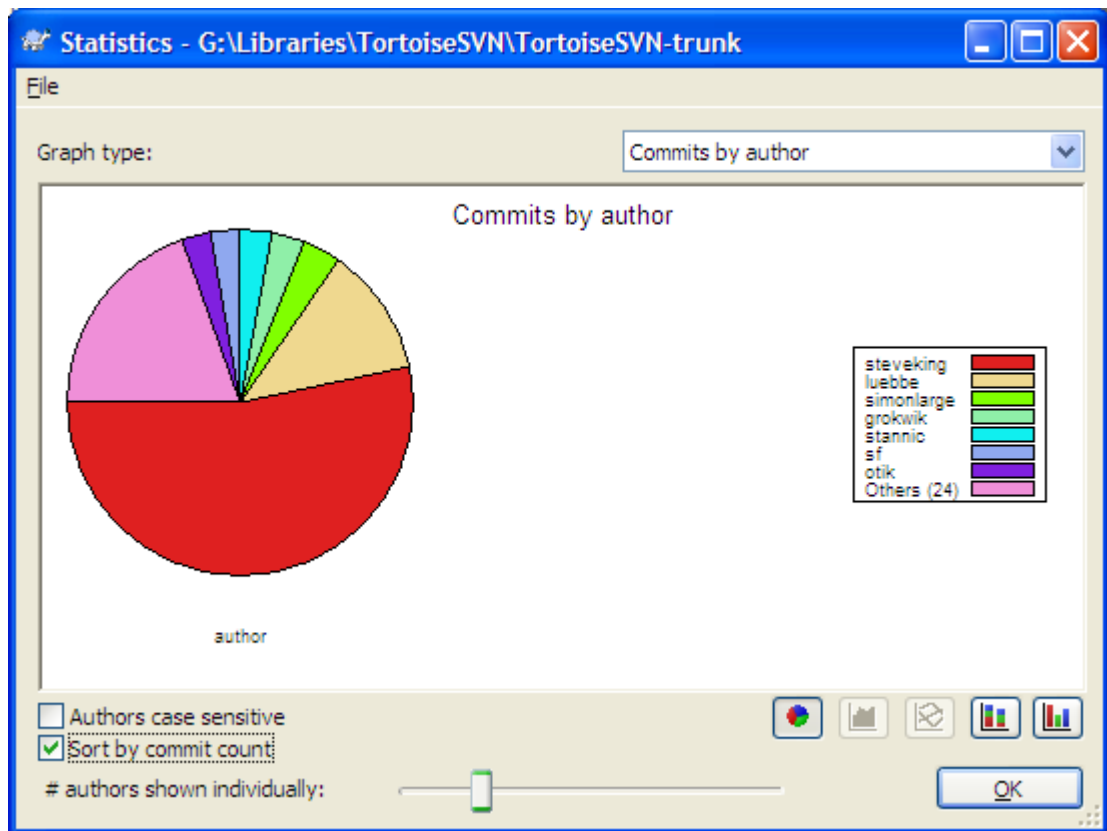 Statistics - G:\Libraries\TortoiseSVN\TortoiseSVN-trunk
File
Graph type:
Commits by author
Commits by author
steveking
luebbe
simonlarge
grokwik
stannic
sf
otik
Others (24)
author
Authors case sensitive
Sort by commit count
# authors shown individually:
OK